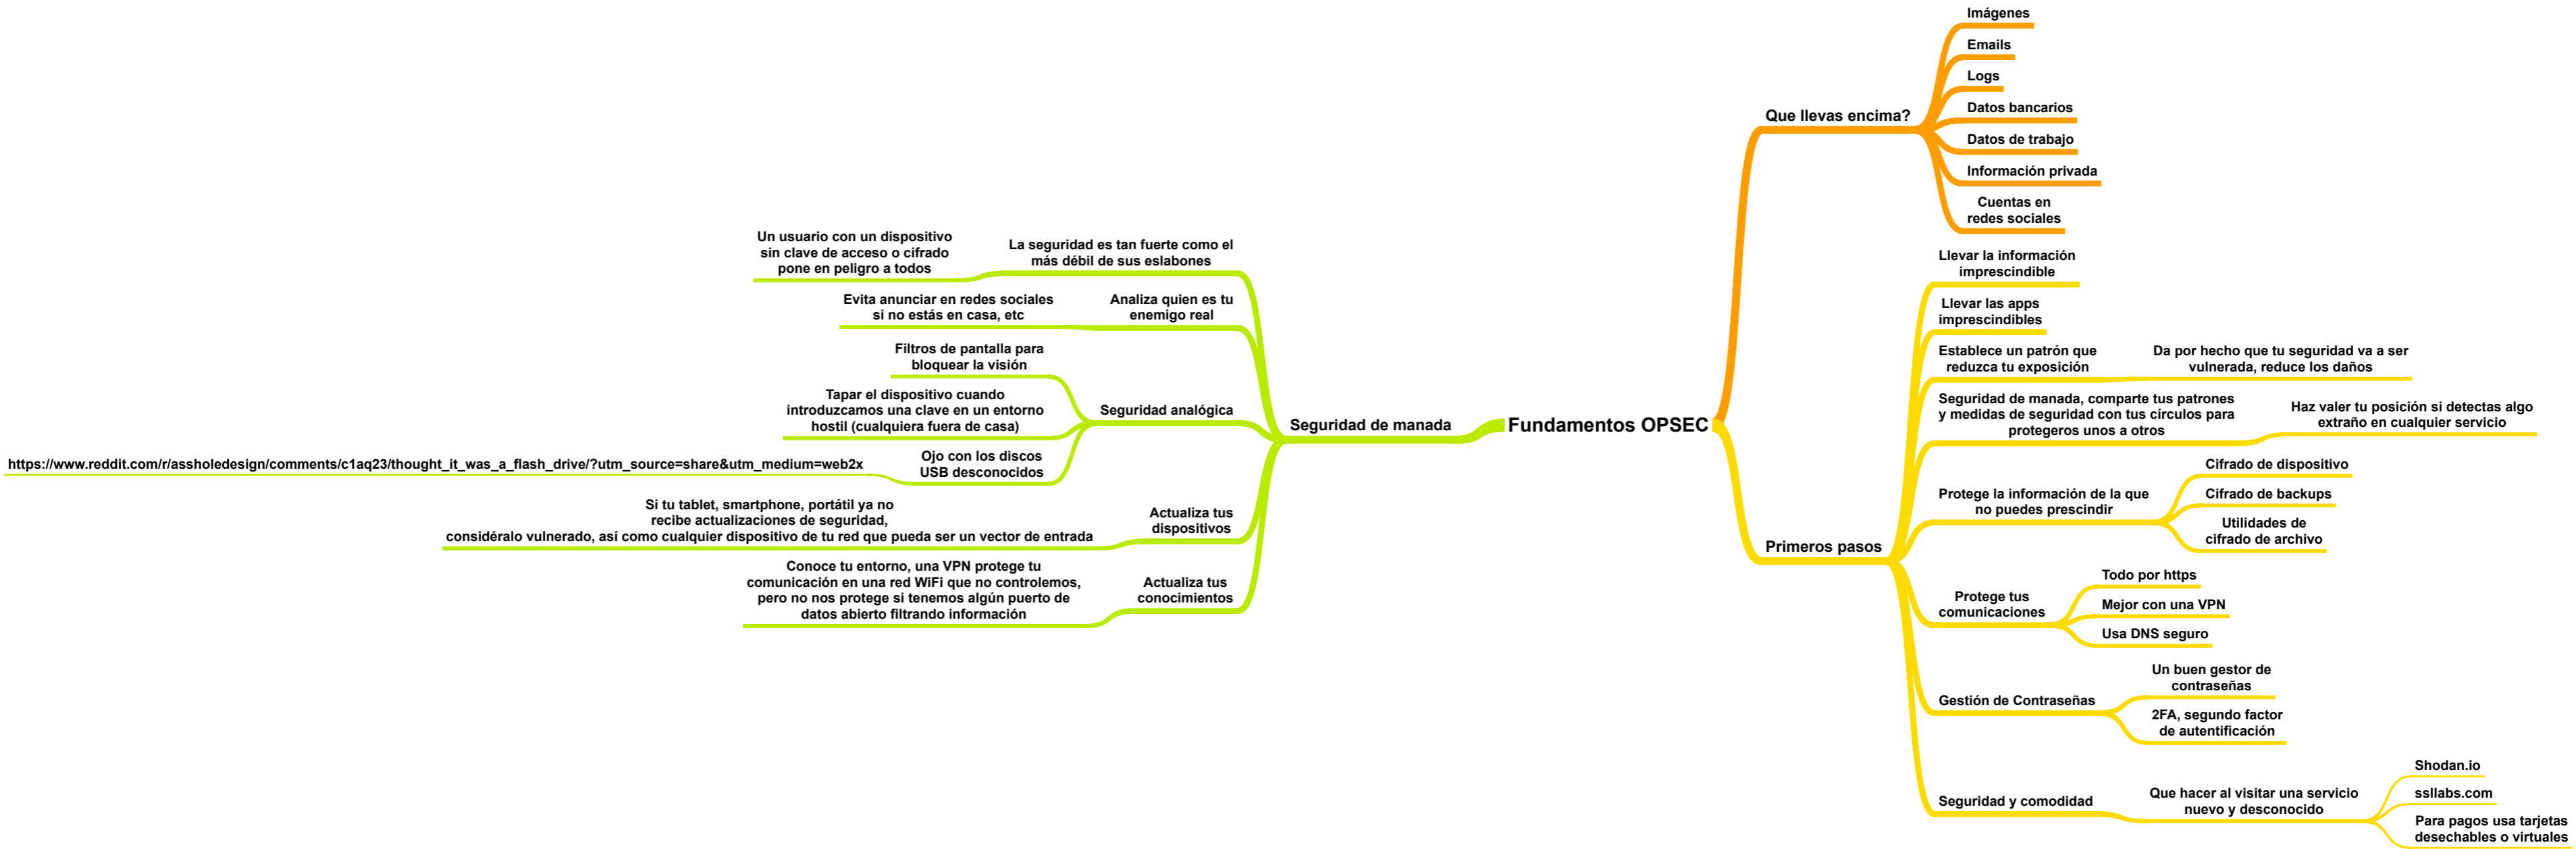 Fundamentos OPSEC
Que llevas encima?
Imágenes
Emails
Logs
Datos bancarios
Datos de trabajo
Información privada
Cuentas en
redes sociales
Primeros pasos
Llevar la información
imprescindible
Llevar las apps
imprescindibles
Establece un patrón que
reduzca tu exposición
Da por hecho que tu seguridad va a ser
vulnerada, reduce los daños
Seguridad de manada, comparte tus patrones
y medidas de seguridad con tus círculos para
protegeros unos a otros
Haz valer tu posición si detectas algo
extraño en cualquier servicio
Protege la información de la que
no puedes prescindir
Cifrado de dispositivo
Cifrado de backups
Utilidades de
cifrado de archivo
Protege tus
comunicaciones
Todo por https
Mejor con una VPN
Usa DNS seguro
Gestión de Contraseñas
Un buen gestor de
contraseñas
2FA, segundo factor
de autentificación
Seguridad y comodidad
Que hacer al visitar una servicio
nuevo y desconocido
Shodan.io
ssllabs.com
Para pagos usa tarjetas
desechables o virtuales
Seguridad de manada
La seguridad es tan fuerte como el
más débil de sus eslabones
Un usuario con un dispositivo
sin clave de acceso o cifrado
pone en peligro a todos
Analiza quien es tu
enemigo real
Evita anunciar en redes sociales
si no estás en casa, etc
Seguridad analógica
Filtros de pantalla para
bloquear la visión
Tapar el dispositivo cuando
introduzcamos una clave en un entorno
hostil (cualquiera fuera de casa)
Ojo con los discos
USB desconocidos
https://www.reddit.com/r/assholedesign/comments/c1aq23/thought_it_was_a_flash_drive/?utm_source=share&utm_medium=web2x
Actualiza tus
dispositivos
Si tu tablet, smartphone, portátil ya no
recibe actualizaciones de seguridad,
considéralo vulnerado, así como cualquier dispositivo de tu red que pueda ser un vector de entrada
Actualiza tus
conocimientos
Conoce tu entorno, una VPN protege tu
comunicación en una red WiFi que no controlemos,
pero no nos protege si tenemos algún puerto de
datos abierto filtrando información